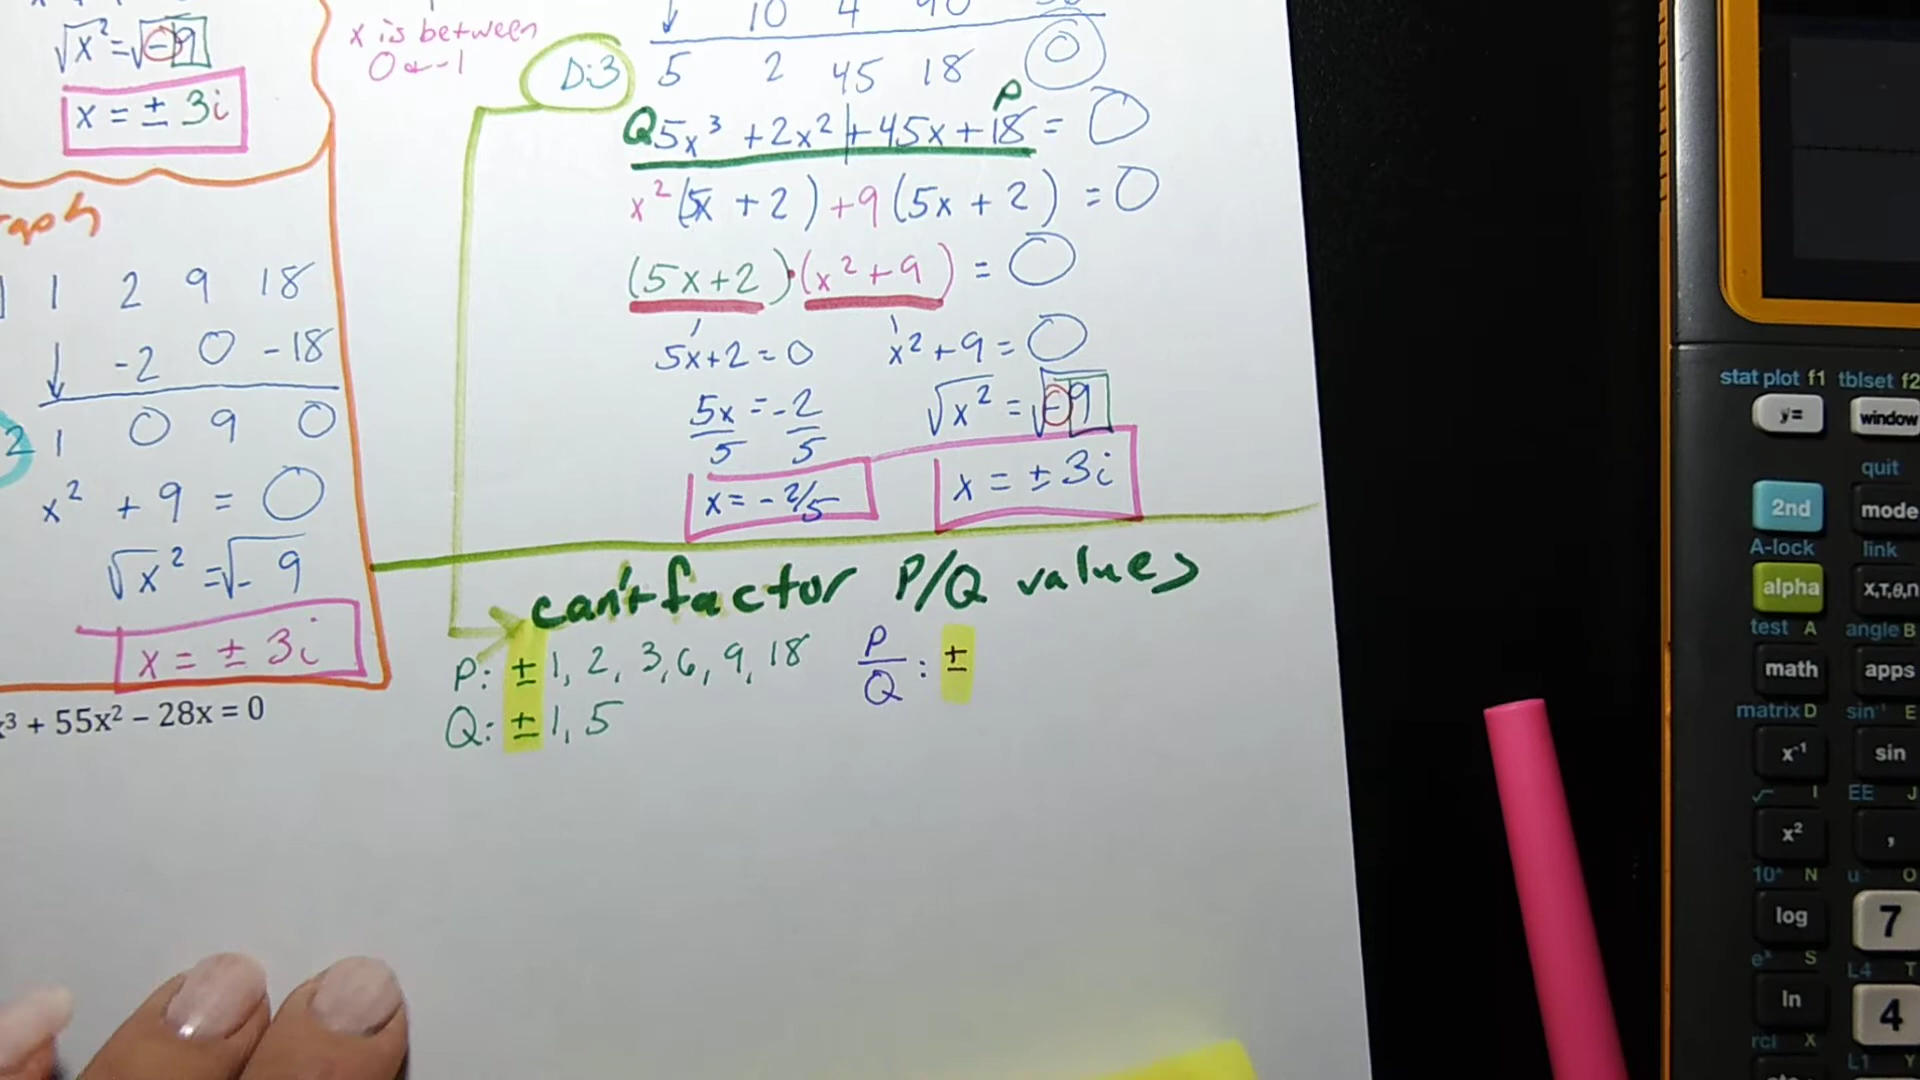 √x² = √-9
x = ± 3i
1 2 9 18
↓ -2 0 -18
2 1 0 9 0
x² + 9 = 0
√x² = √-9
x = ± 3i
³ + 55x² − 28x = 0
x is between
0 & -1
D:3
↓ 10 4 90
5 2 45 18 0
P
Q 5x³ + 2x² + 45x + 18 = 0
x²(5x + 2) + 9(5x + 2) = 0
(5x + 2)·(x² + 9) = 0
5x + 2 = 0 x² + 9 = 0
5x = -2 √x² = √-9
5 5
x = -2/5 x = ± 3i
can't factor P/Q values
P: ± 1, 2, 3, 6, 9, 18
Q: ± 1, 5
P/Q : ±
stat plot f1 tblset f2
y= window
quit
2nd mode
A-lock link
alpha X,T,θ,n
test A angle B
math apps
matrix D sin⁻¹ E
x⁻¹ sin
√ I EE J
x² ,
10ˣ N u O
log 7
eˣ S L4 T
ln 4
rcl X L1 Y